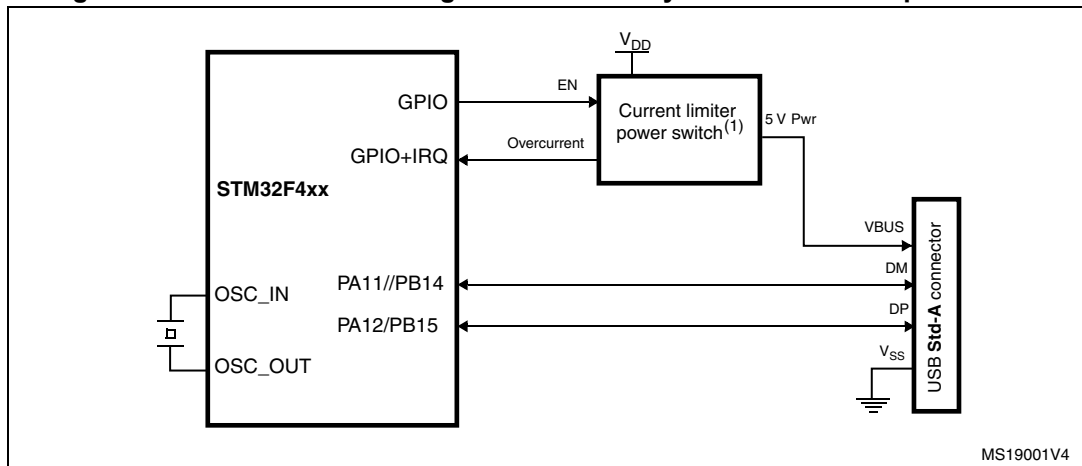 V_DD
EN
GPIO
Current limiter
power switch(1)
5 V Pwr
Overcurrent
GPIO+IRQ
STM32F4xx
VBUS
DM
PA11//PB14
OSC_IN
DP
PA12/PB15
V_SS
OSC_OUT
USB Std-A connector
MS19001V4